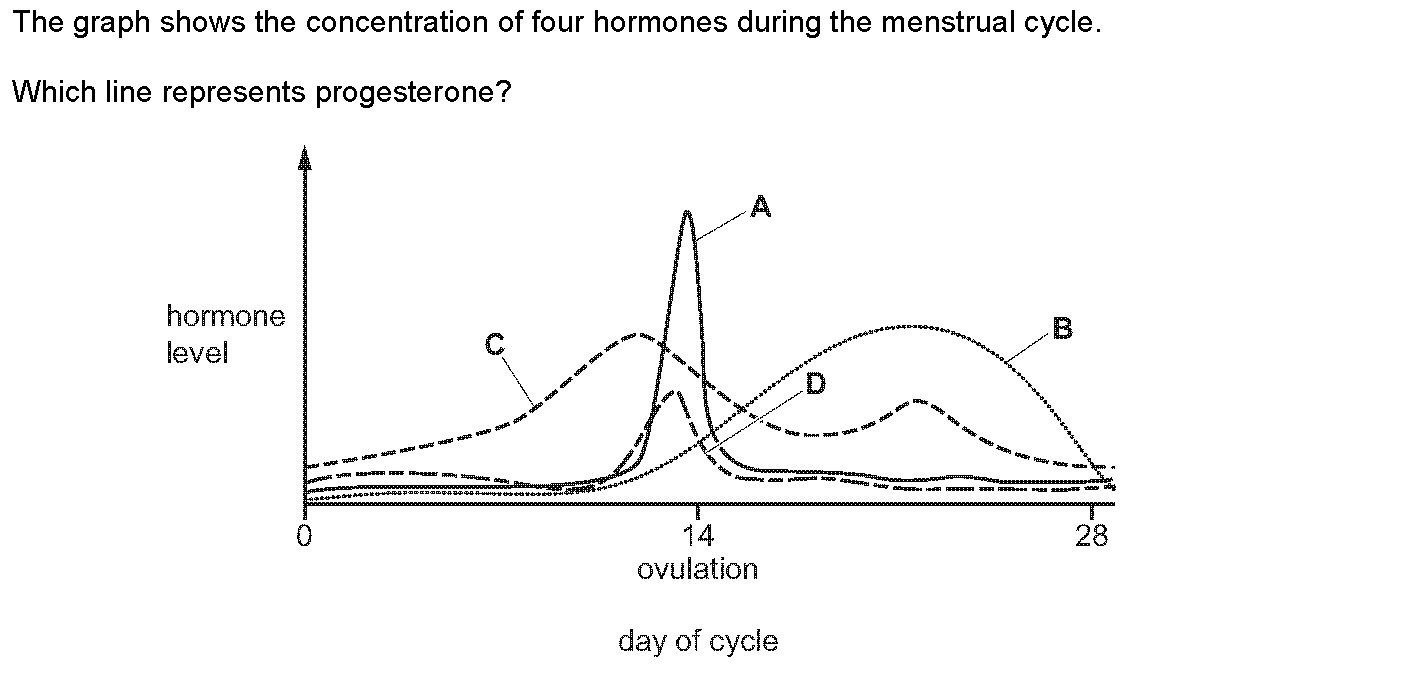 The graph shows the concentration of four hormones during the menstrual cycle.
Which line represents progesterone?
A
B
C
D
hormone
level
0
14
28
ovulation
day of cycle